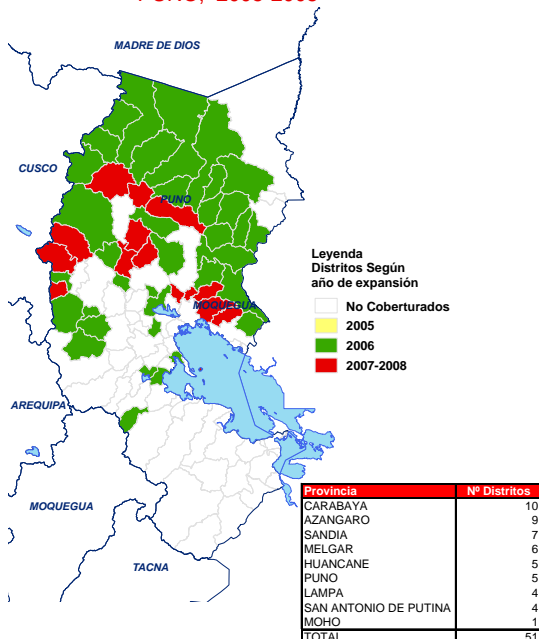 MADRE DE DIOS
CUSCO
PUNO
MOQUEGUA
AREQUIPA
MOQUEGUA
TACNA
Leyenda
Distritos Según
año de expansión
No Coberturados
2005
2006
2007-2008
Provincia Nº Distritos
CARABAYA 10
AZANGARO 9
SANDIA 7
MELGAR 6
HUANCANE 5
PUNO 5
LAMPA 4
SAN ANTONIO DE PUTINA 4
MOHO 1
TOTAL 51